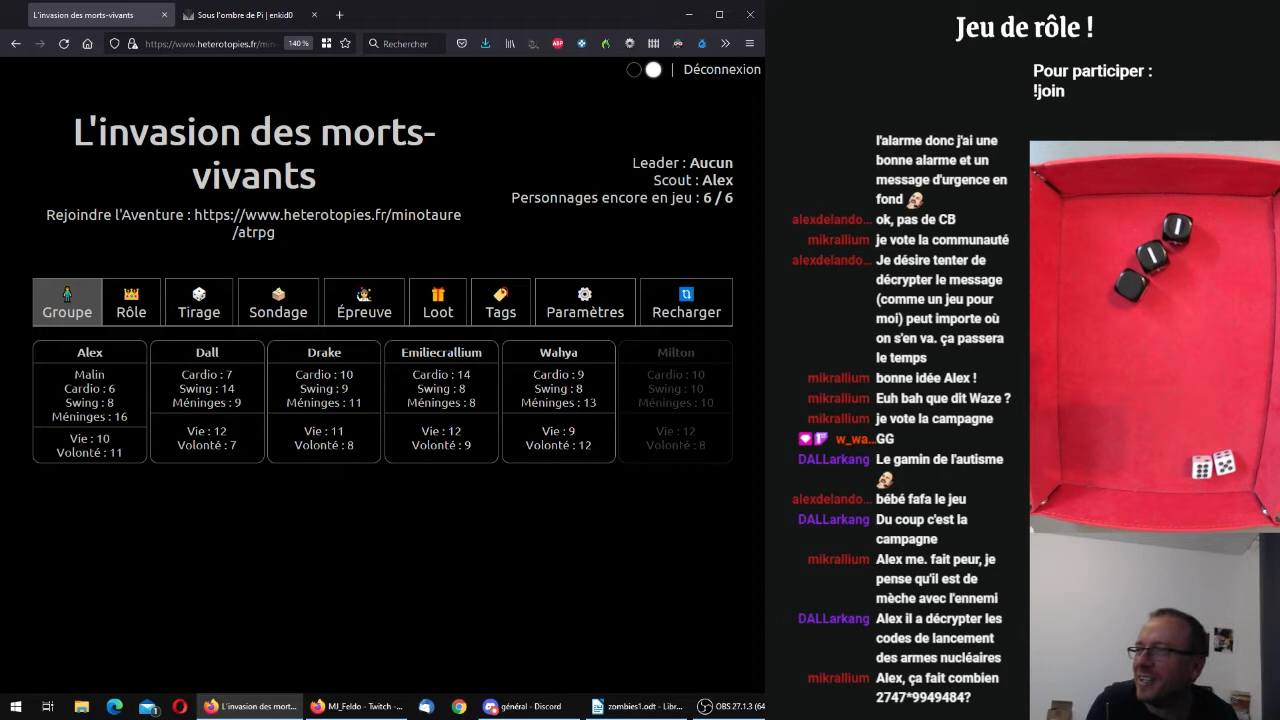 L'invasion des morts-vivants
Sous l'ombre de Pi | enkid0
https://www.heterotopies.fr/min
140 %
Rechercher
ABP
| Déconnexion
L'invasion des morts-
vivants
Rejoindre l'Aventure : https://www.heterotopies.fr/minotaure
/atrpg
Leader : Aucun
Scout : Alex
Personnages encore en jeu : 6 / 6
Groupe
Rôle
Tirage
Sondage
Épreuve
Loot
Tags
Paramètres
Recharger
Alex
Malin
Cardio : 6
Swing : 8
Méninges : 16
Vie : 10
Volonté : 11
Dall
Cardio : 7
Swing : 14
Méninges : 9
Vie : 12
Volonté : 7
Drake
Cardio : 10
Swing : 9
Méninges : 11
Vie : 11
Volonté : 8
Emiliecrallium
Cardio : 14
Swing : 8
Méninges : 8
Vie : 12
Volonté : 9
Wahya
Cardio : 9
Swing : 8
Méninges : 13
Vie : 9
Volonté : 12
Milton
Cardio : 10
Swing : 10
Méninges : 10
Vie : 12
Volonté : 8
Jeu de rôle !
Pour participer :
!join
l'alarme donc j'ai une
bonne alarme et un
message d'urgence en
fond
alexdelando... ok, pas de CB
mikrallium je vote la communauté
alexdelando... Je désire tenter de
décrypter le message
(comme un jeu pour
moi) peut importe où
on s'en va. ça passera
le temps
mikrallium bonne idée Alex !
mikrallium Euh bah que dit Waze ?
mikrallium je vote la campagne
w_wa... GG
DALLarkang Le gamin de l'autisme
alexdelando... bébé fafa le jeu
DALLarkang Du coup c'est la
campagne
mikrallium Alex me. fait peur, je
pense qu'il est de
mèche avec l'ennemi
DALLarkang Alex il a décrypter les
codes de lancement
des armes nucléaires
mikrallium Alex, ça fait combien
2747*9949484?
L'invasion des mort...
MJ_Feldo - Twitch -...
général - Discord
zombies1.odt - Libr...
OBS 27.1.3 (64